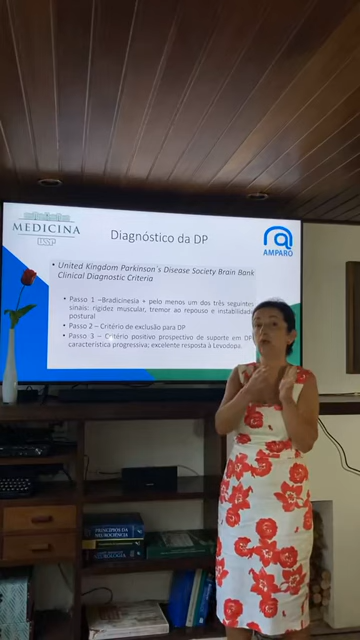 MEDICINA
USP
Diagnóstico da DP
AMPARO
United Kingdom Parkinson´s Disease Society Brain Bank
Clinical Diagnostic Criteria
Passo 1 –Bradicinesia + pelo menos um dos três seguintes
sinais: rigidez muscular, tremor ao repouso e instabilidade
postural
Passo 2 – Critério de exclusão para DP
Passo 3 – Critério positivo prospectivo de suporte em DP
característica progressiva; excelente resposta à Levodopa.
PRINCÍPIOS DA
NEUROCIÊNCIA